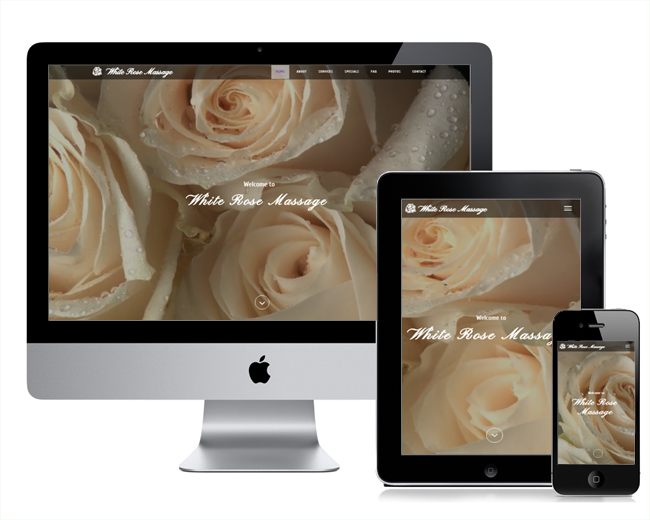 White Rose Massage
HOME ABOUT SERVICES SPECIALS FAQ PHOTOS CONTACT
Welcome to
White Rose Massage
White Rose Massage
Welcome to
White Rose Massag
White Rose Massage
Welcome to
White Rose
Massage